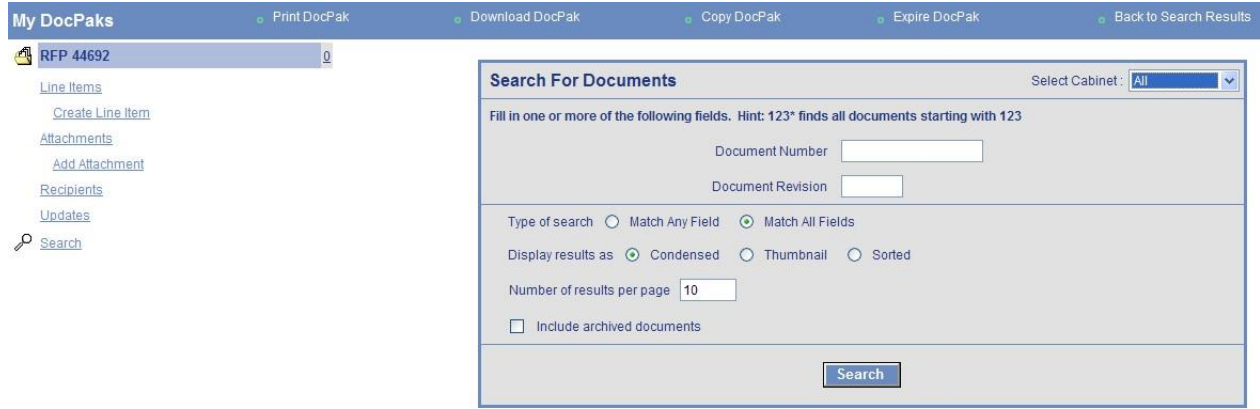 My DocPaks
Print DocPak
Download DocPak
Copy DocPak
Expire DocPak
Back to Search Results
RFP 44692 0
Line Items
Create Line Item
Attachments
Add Attachment
Recipients
Updates
Search
Search For Documents
Select Cabinet : All
Fill in one or more of the following fields. Hint: 123* finds all documents starting with 123
Document Number
Document Revision
Type of search Match Any Field Match All Fields
Display results as Condensed Thumbnail Sorted
Number of results per page 10
Include archived documents
Search